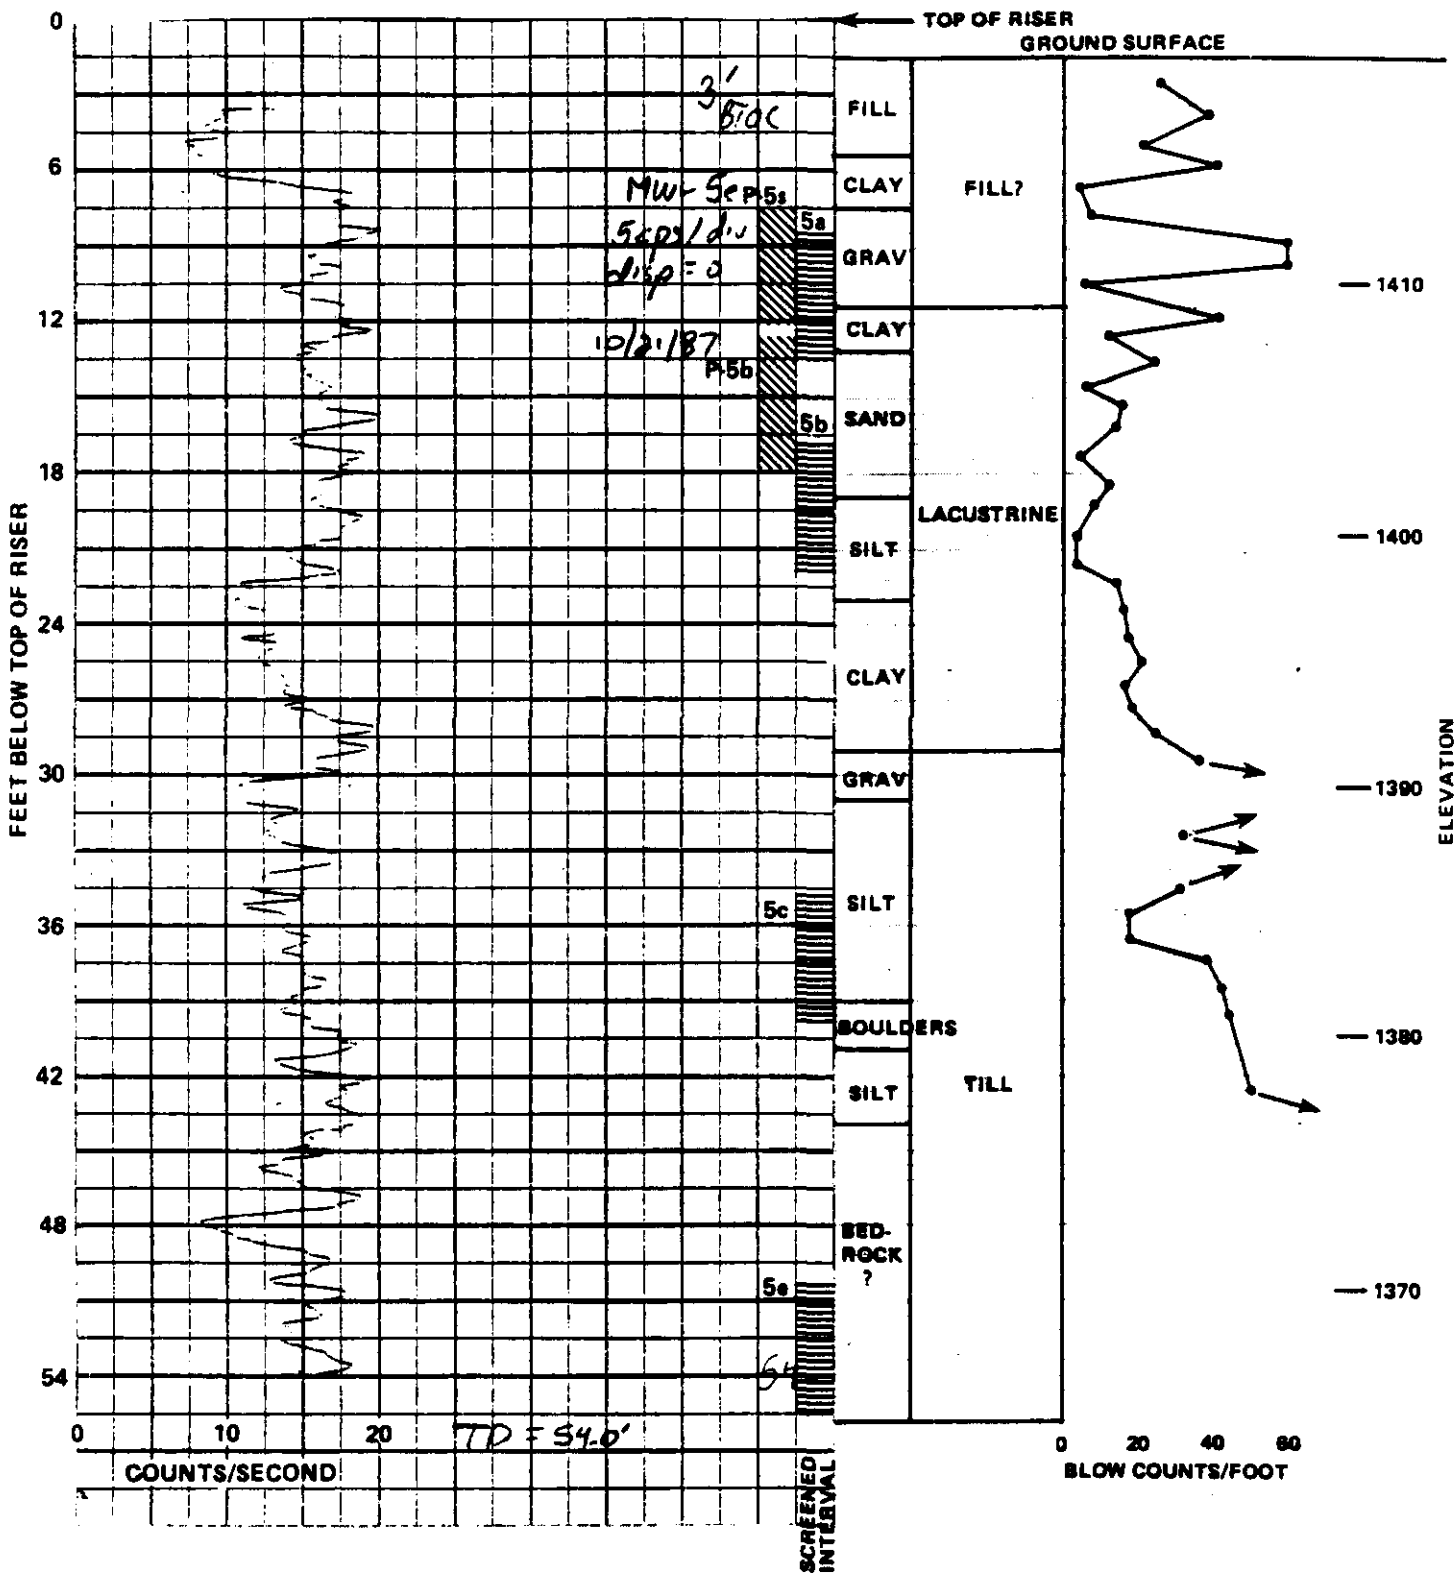 0
TOP OF RISER
GROUND SURFACE
3'
FILL
6
CLAY
FILL?
MW-5e
P-5s
5a
5cps/div
GRAV
disp = 0
1410
12
CLAY
10/21/87
P-5b
SAND
5b
18
LACUSTRINE
SILT
1400
24
CLAY
FEET BELOW TOP OF RISER
ELEVATION
30
GRAV
1390
SILT
5c
36
BOULDERS
1380
42
SILT
TILL
48
BED-
ROCK
?
5e
1370
54
0
10
20
TD = 54.0'
0
20
40
60
COUNTS/SECOND
BLOW COUNTS/FOOT
SCREENED
INTERVAL